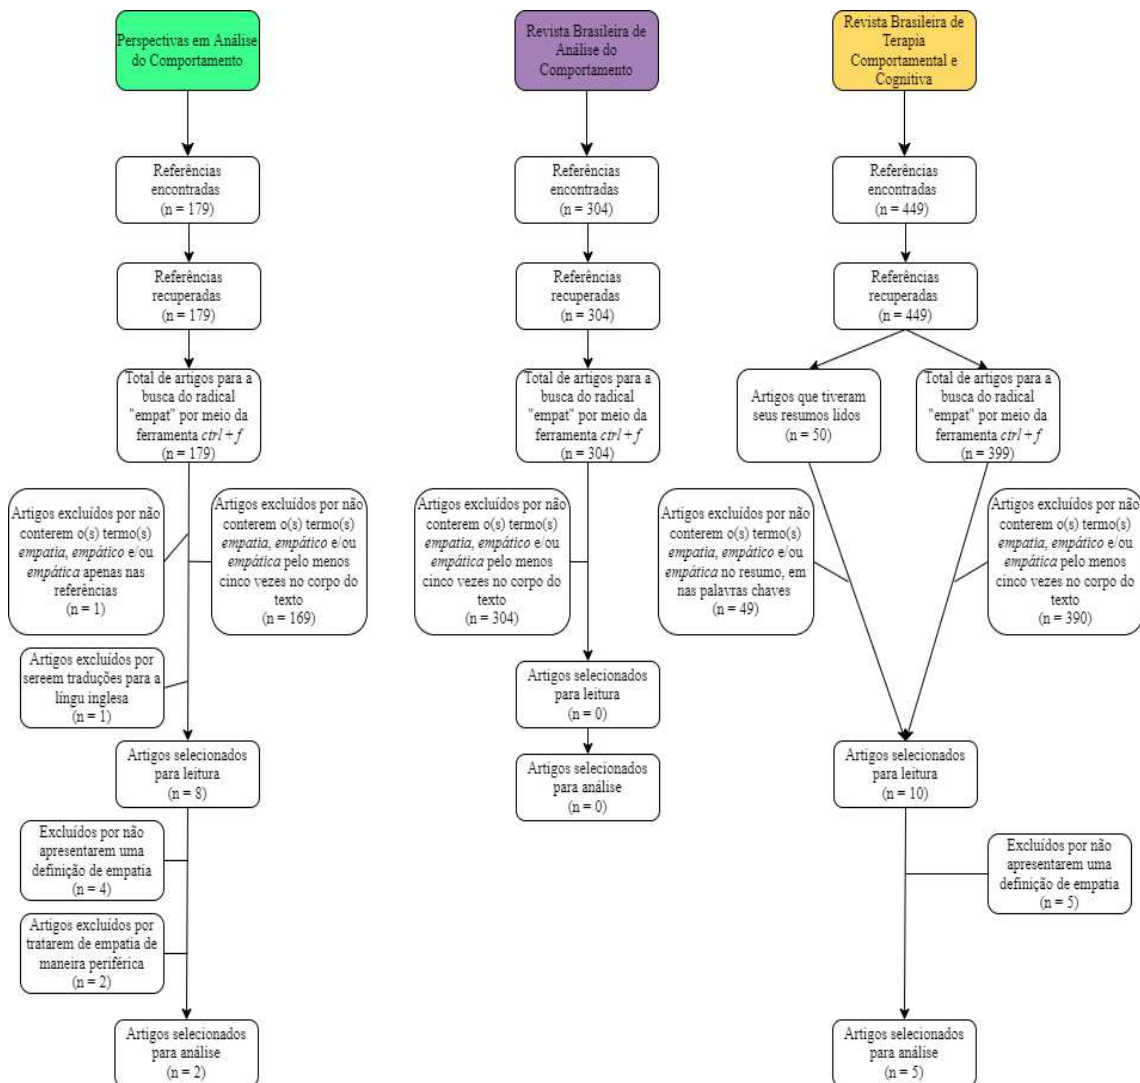 Perspectivas em Análise
do Comportamento
Referências
encontradas
(n = 179)
Referências
recuperadas
(n = 179)
Total de artigos para a
busca do radical
"empat" por meio da
ferramenta ctrl + f
(n = 179)
Artigos excluídos por não
conterem o(s) termo(s)
empatia, empático e/ou
empática apenas nas
referências
(n = 1)
Artigos excluídos por não
conterem o(s) termo(s)
empatia, empático e/ou
empática pelo menos
cinco vezes no corpo do
texto
(n = 169)
Artigos excluídos por
sereem traduções para a
língu inglesa
(n = 1)
Artigos selecionados
para leitura
(n = 8)
Excluídos por não
apresentarem uma
definição de empatia
(n = 4)
Artigos excluídos por
tratarem de empatia de
maneira periférica
(n = 2)
Artigos selecionados
para análise
(n = 2)
Revista Brasileira de
Análise do
Comportamento
Referências
encontradas
(n = 304)
Referências
recuperadas
(n = 304)
Total de artigos para a
busca do radical
"empat" por meio da
ferramenta ctrl + f
(n = 304)
Artigos excluídos por não
conterem o(s) termo(s)
empatia, empático e/ou
empática pelo menos
cinco vezes no corpo do
texto
(n = 304)
Artigos selecionados
para leitura
(n = 0)
Artigos selecionados
para análise
(n = 0)
Revista Brasileira de
Terapia
Comportamental e
Cognitiva
Referências
encontradas
(n = 449)
Referências
recuperadas
(n = 449)
Artigos que tiveram
seus resumos lidos
(n = 50)
Total de artigos para a
busca do radical
"empat" por meio da
ferramenta ctrl + f
(n = 399)
Artigos excluídos por não
conterem o(s) termo(s)
empatia, empático e/ou
empática no resumo, em
nas palavras chaves
(n = 49)
Artigos excluídos por não
conterem o(s) termo(s)
empatia, empático e/ou
empática pelo menos
cinco vezes no corpo do
texto
(n = 390)
Artigos selecionados
para leitura
(n = 10)
Excluídos por não
apresentarem uma
definição de empatia
(n = 5)
Artigos selecionados
para análise
(n = 5)